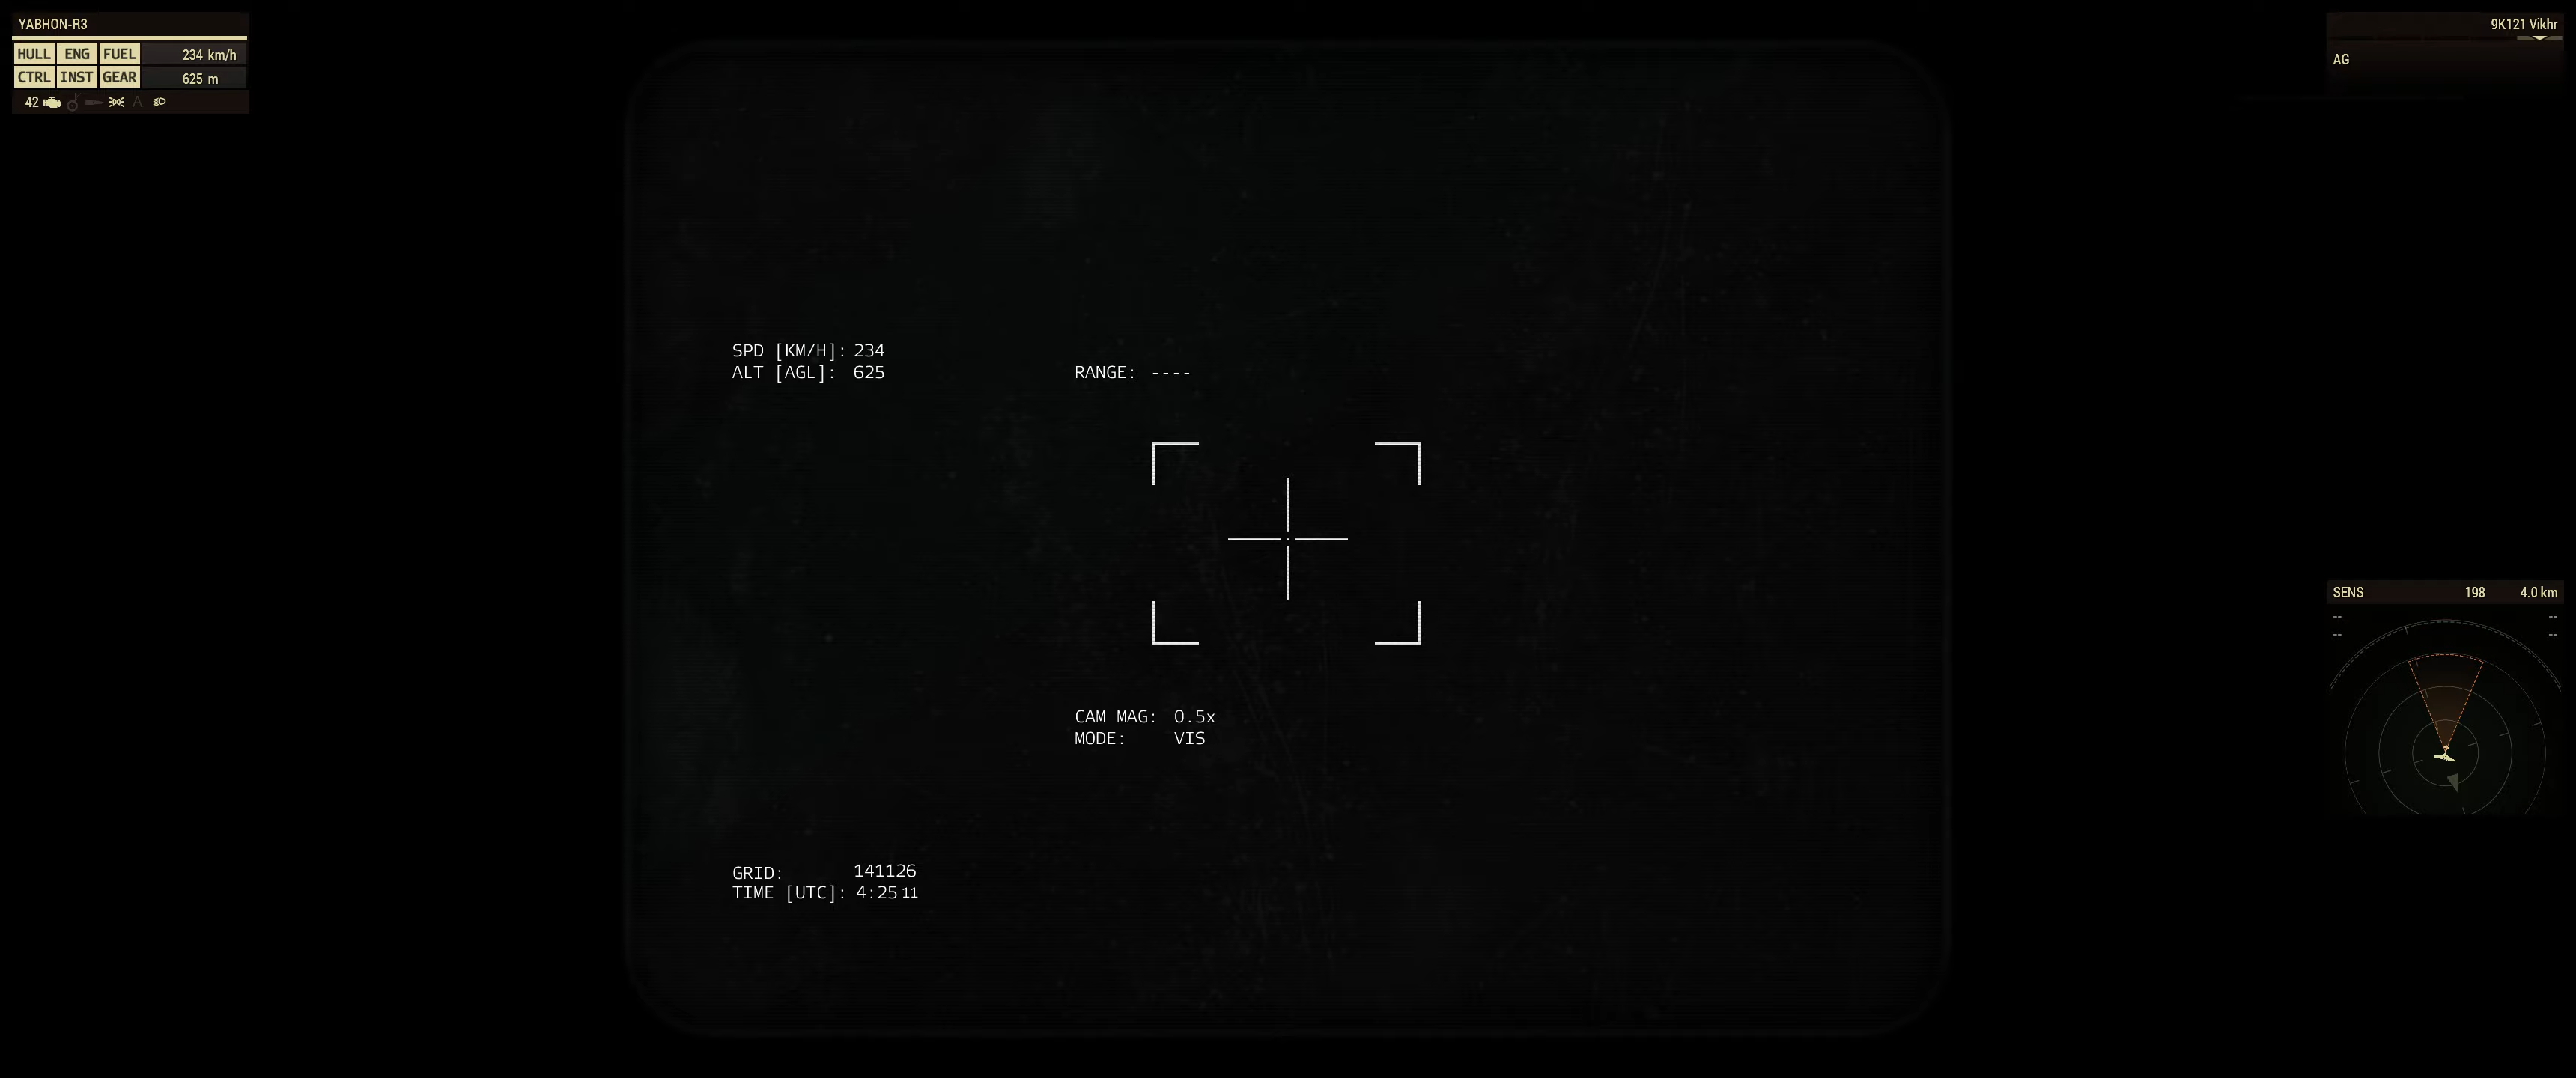 YABHON-R3
HULL ENG FUEL 234 km/h
CTRL INST GEAR 625 m
42 A
9K121 Vikhr
AG
SPD [KM/H]: 234
ALT [AGL]: 625
RANGE: ----
CAM MAG: 0.5x
MODE: VIS
SENS 198 4.0 km
-- --
-- --
GRID: 141126
TIME [UTC]: 4:25 11